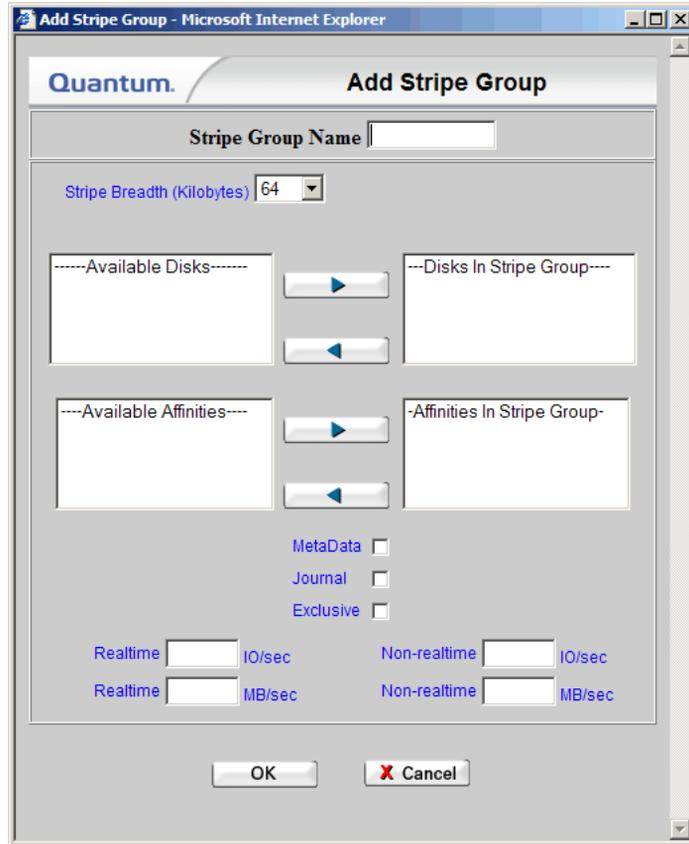 Add Stripe Group - Microsoft Internet Explorer
Quantum. Add Stripe Group
Stripe Group Name
Stripe Breadth (Kilobytes) 64
------Available Disks-------
---Disks In Stripe Group----
----Available Affinities----
-Affinities In Stripe Group-
MetaData
Journal
Exclusive
Realtime IO/sec Non-realtime IO/sec
Realtime MB/sec Non-realtime MB/sec
OK X Cancel